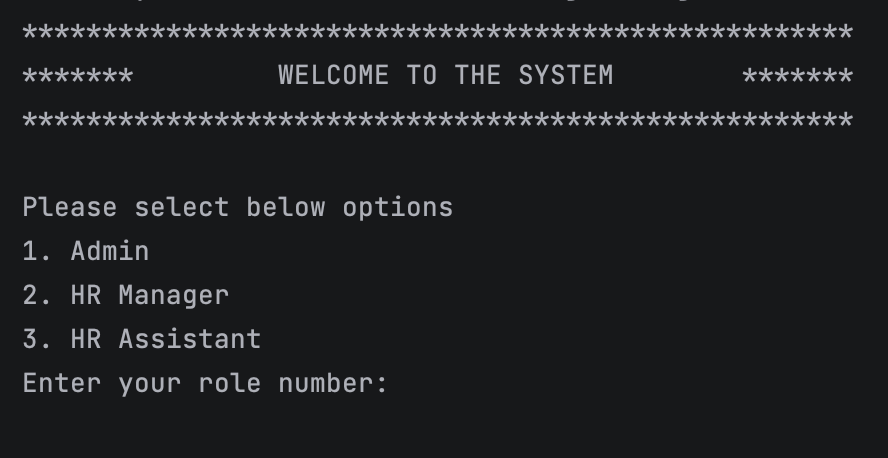 ****************************************************
*******         WELCOME TO THE SYSTEM        *******
****************************************************
Please select below options
1. Admin
2. HR Manager
3. HR Assistant
Enter your role number: